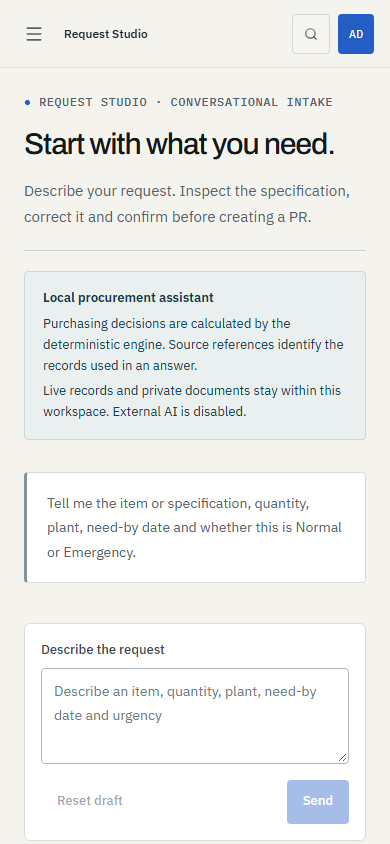 Request Studio
AD
REQUEST STUDIO · CONVERSATIONAL INTAKE
Start with what you need.
Describe your request. Inspect the specification,
correct it and confirm before creating a PR.
Local procurement assistant
Purchasing decisions are calculated by the
deterministic engine. Source references identify the
records used in an answer.
Live records and private documents stay within this
workspace. External AI is disabled.
Tell me the item or specification, quantity,
plant, need-by date and whether this is Normal
or Emergency.
Describe the request
Describe an item, quantity, plant, need-by
date and urgency
Reset draft
Send